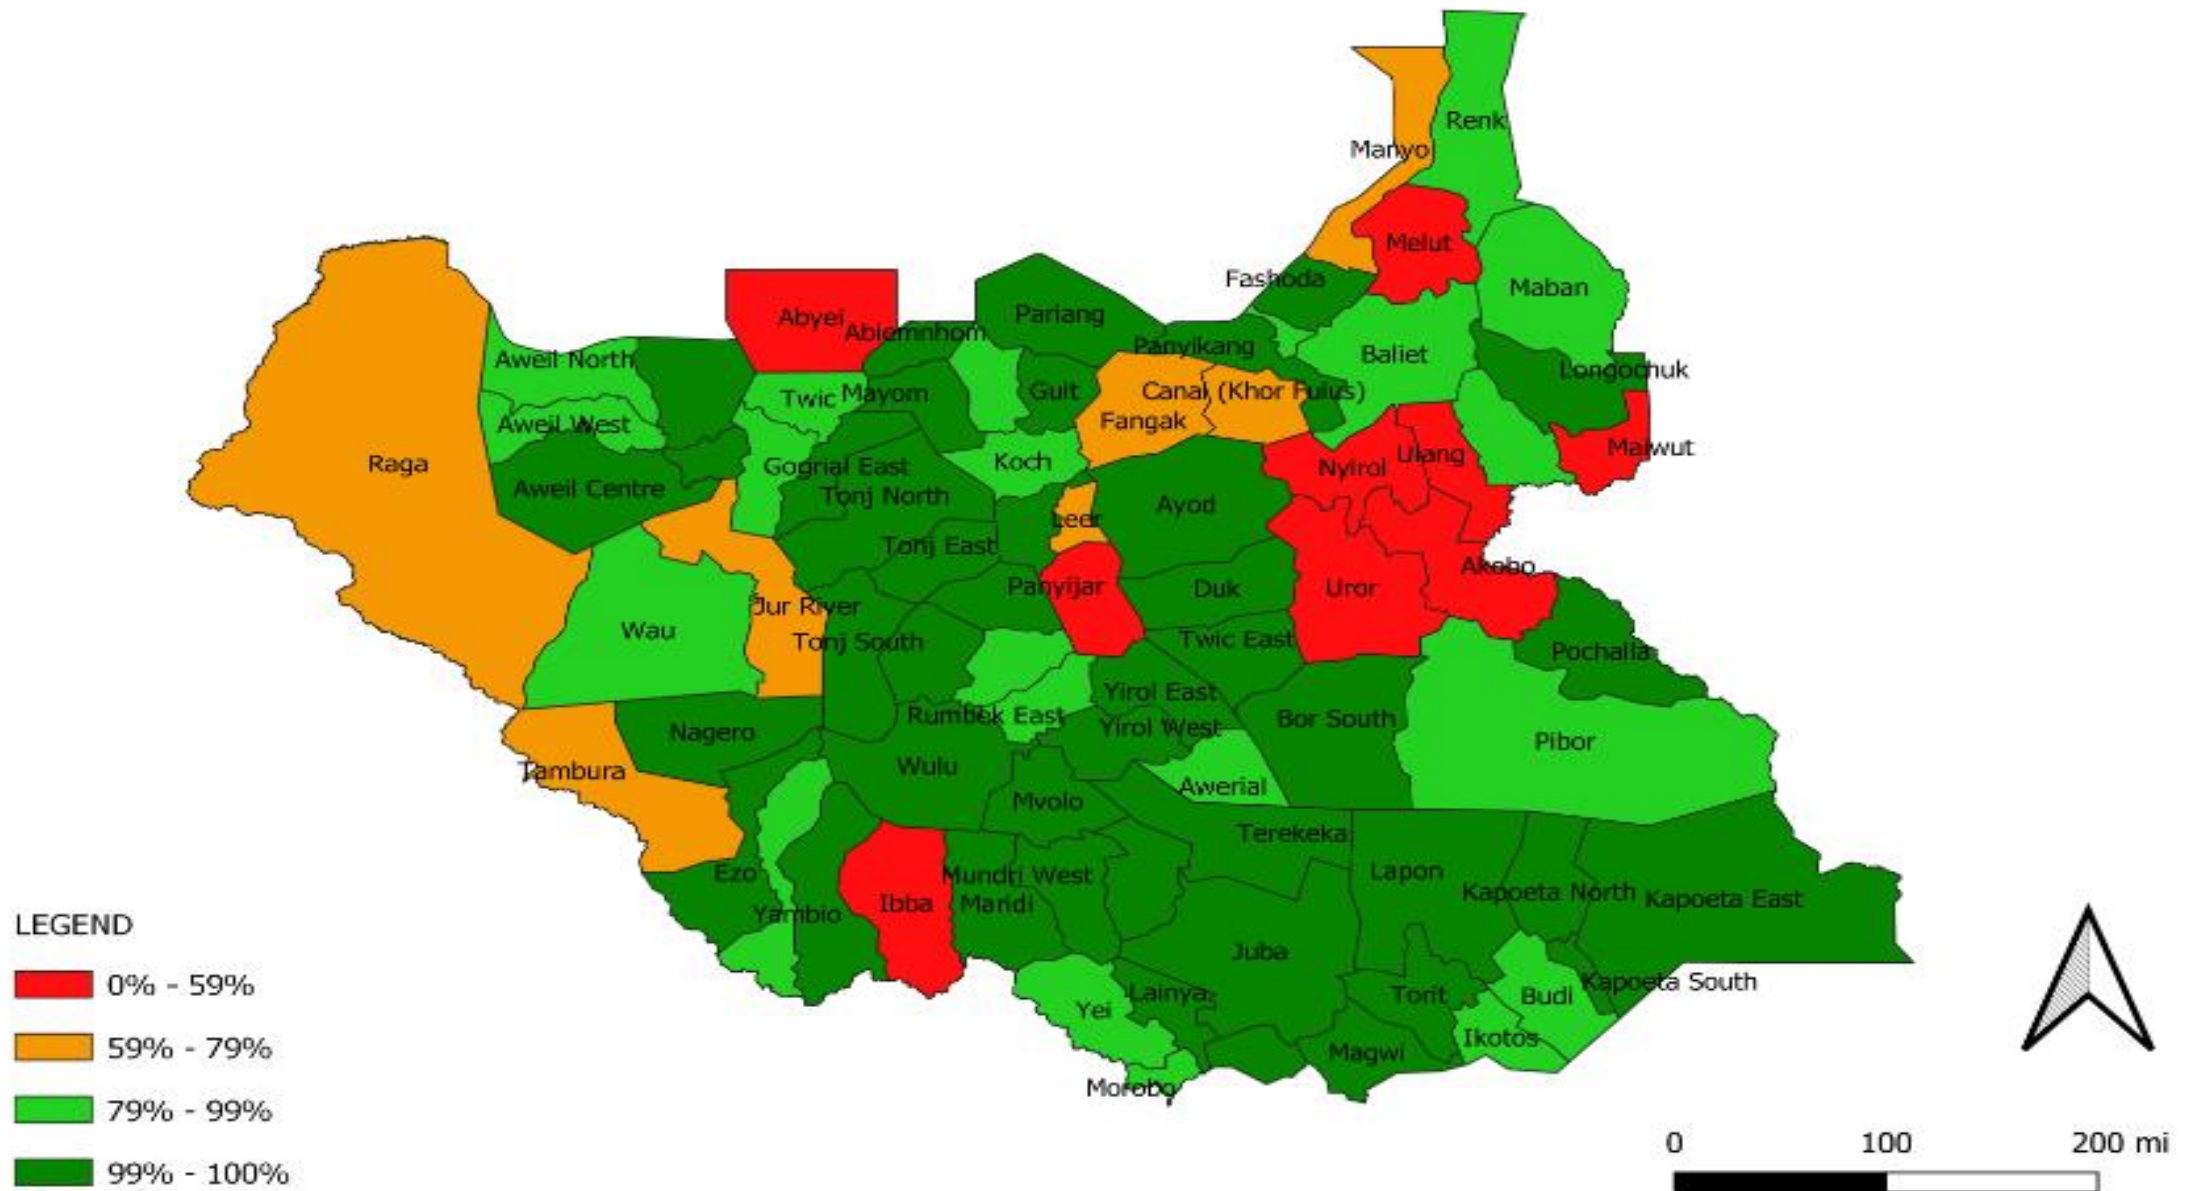 Renk
Manyo
Melut
Maban
Fashoda
Abyei
Abiemnhom
Pariang
Panyikang
Baliet
Longochuk
Aweil North
Twic
Mayom
Guit
Canal (Khor Fulus)
Fangak
Aweil West
Raga
Gogrial East
Koch
Nyirol
Ulang
Maiwut
Aweil Centre
Tonj North
Ayod
Leer
Tonj East
Akobo
Panyijar
Duk
Uror
Jur River
Wau
Tonj South
Twic East
Pochalla
Yirol East
Rumbek East
Yirol West
Bor South
Nagero
Pibor
Tambura
Wulu
Awerial
Mvolo
Terekeka
Ezo
Mundri West
Lapon
Kapoeta North
Kapoeta East
Yambio
Ibba
Maridi
Juba
Kapoeta South
Yei
Lainya
Torit
Budi
Ikotos
Magwi
Morobo
LEGEND
0% - 59%
59% - 79%
79% - 99%
99% - 100%
0 100 200 mi